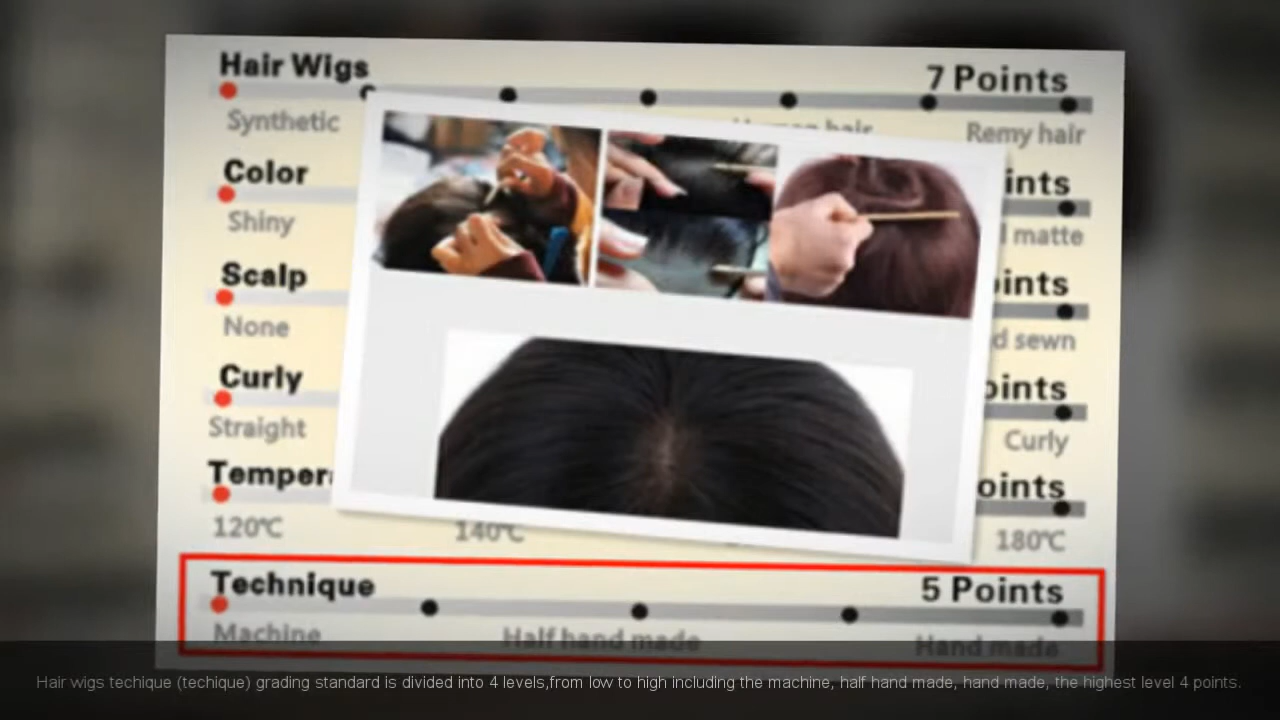 Hair Wigs 7 Points
Synthetic Human hair Remy hair
Color ints
Shiny l matte
Scalp oints
None d sewn
Curly oints
Straight Curly
Temper oints
120℃ 140℃ 180℃
Technique 5 Points
Machine Half hand made Hand made
Hair wigs techique (techique) grading standard is divided into 4 levels,from low to high including the machine, half hand made, hand made, the highest level 4 points.